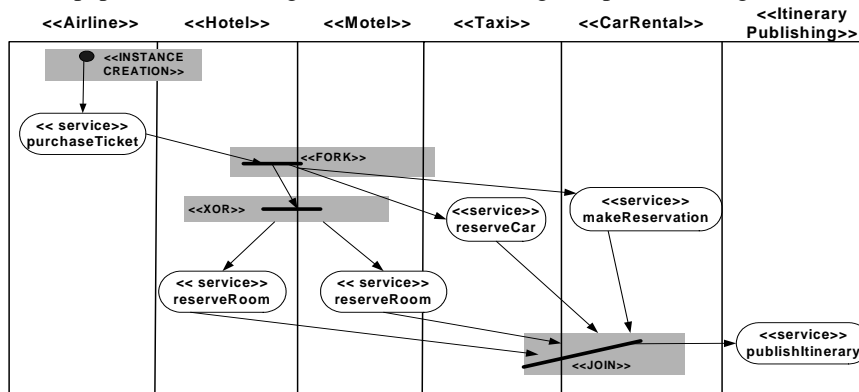 <<Airline>> <<Hotel>> <<Motel>> <<Taxi>> <<CarRental>> <<Itinerary
Publishing>>
<<INSTANCE
CREATION>>
<< service>>
purchaseTicket
<<FORK>>
<<XOR>>
<<service>>
reserveCar
<<service>>
makeReservation
<< service>>
reserveRoom
<< service>>
reserveRoom
<<service>>
publishItinerary
<<JOIN>>